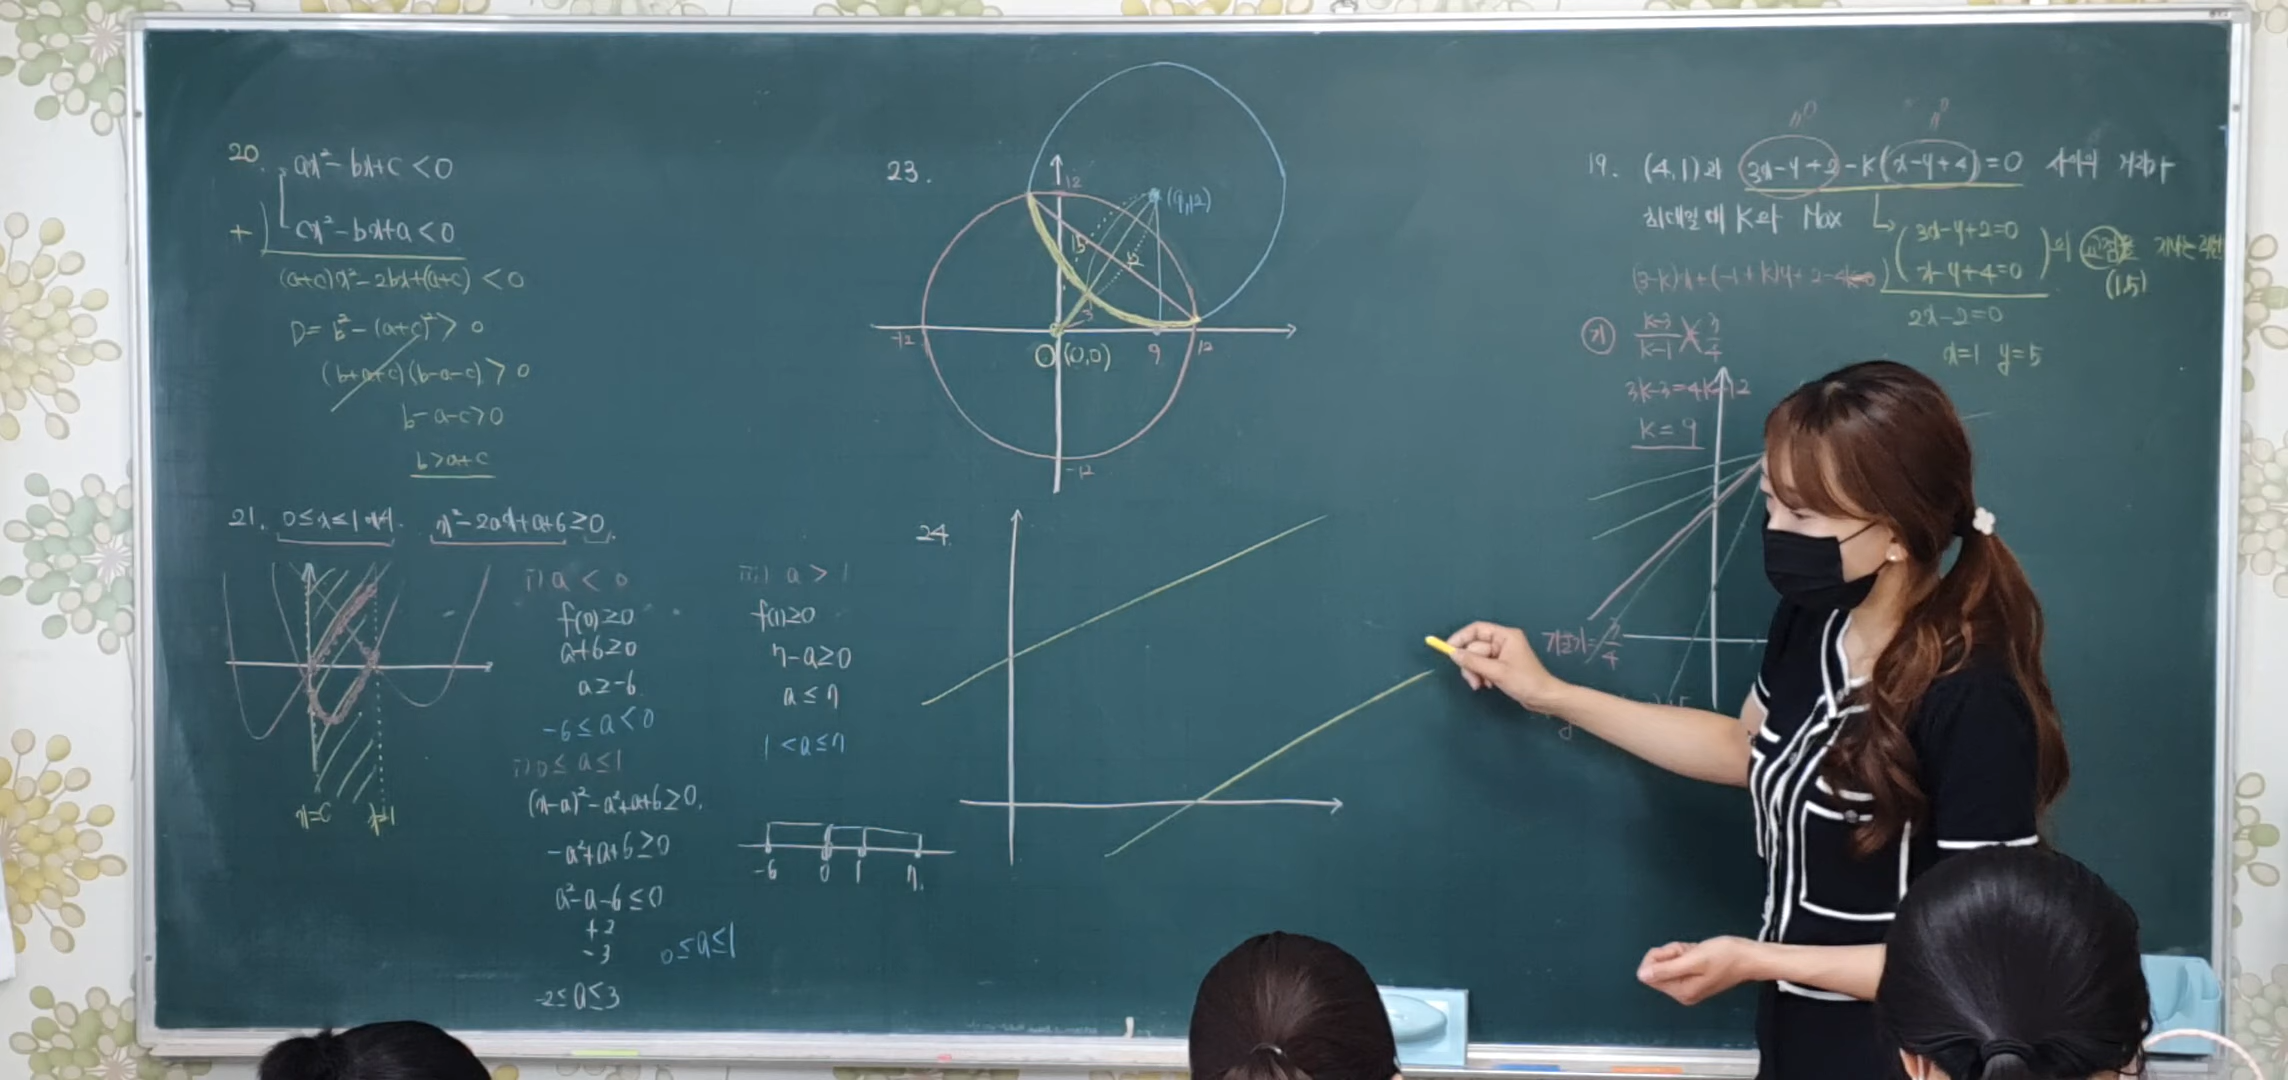 20. ax²-bx+c<0
+ cx²-bx+a<0
(a+c)x²-2bx+(a+c)<0
D=b²-(a+c)²>0
(b+a+c)(b-a-c)>0
b-a-c>0
b>a+c
21. 0≤x≤1 x²-2ax+a+6≥0.
x=1
i) a<0
f(0)≥0
a+6≥0
a≥-6
-6≤a<0
0≤a≤1
(x-a)²-a²+a+6≥0.
-a²+a+6≥0
a²-a-6≤0
+2
-3
0≤a≤1
-2≤a≤3
iii) a>1
f(1)≥0
7-a≥0
a≤7
1<a≤7
-6 0 1 7
23.
12
(9,12)
15
12
3
-12
O (0,0)
9
12
-12
24.
19. (4,1)과 3x-y+2-k(x-y+4)=0 사이의 거리가
최대일 때 k의 Max
3x-y+2=0
x-y+4=0
의 교점을 지나는 직선
(1,5)
2x-2=0
x=1 y=5
(3-k)x+(-1+k)y+2-4k=0
k-3
k-1
3
4
3k-3=4k-12
k=9
기울기=3/4